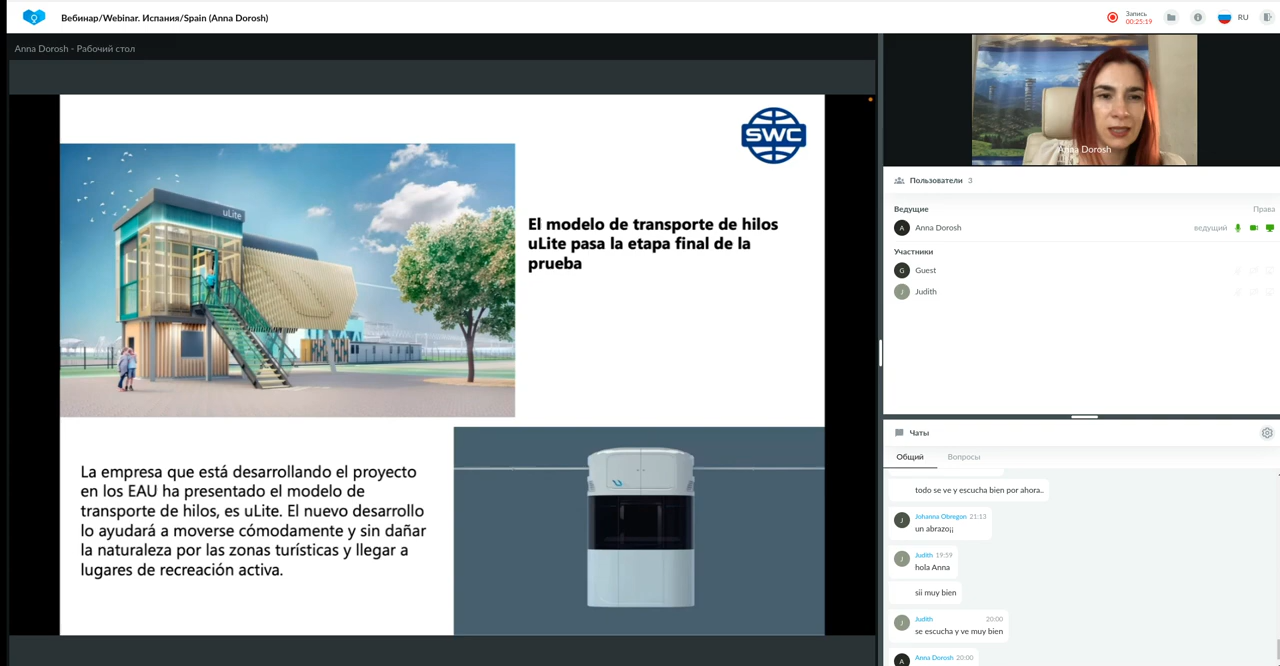 Вебинар/Webinar. Испания/Spain (Anna Dorosh)
Запись
00:25:19
RU
Anna Dorosh - Рабочий стол
SWC
uLite
El modelo de transporte de hilos
uLite pasa la etapa final de la
prueba
La empresa que está desarrollando el proyecto
en los EAU ha presentado el modelo de
transporte de hilos, es uLite. El nuevo desarrollo
lo ayudará a moverse cómodamente y sin dañar
la naturaleza por las zonas turísticas y llegar a
lugares de recreación activa.
Anna Dorosh
Пользователи 3
Ведущие Права
A Anna Dorosh ведущий
Участники
G Guest
J Judith
Чаты
Общий Вопросы
todo se ve y escucha bien por ahora..
J Johanna Obregon 21:13
un abrazo¡¡
J Judith 19:59
hola Anna
sii muy bien
J Judith 20:00
se escucha y ve muy bien
A Anna Dorosh 20:00